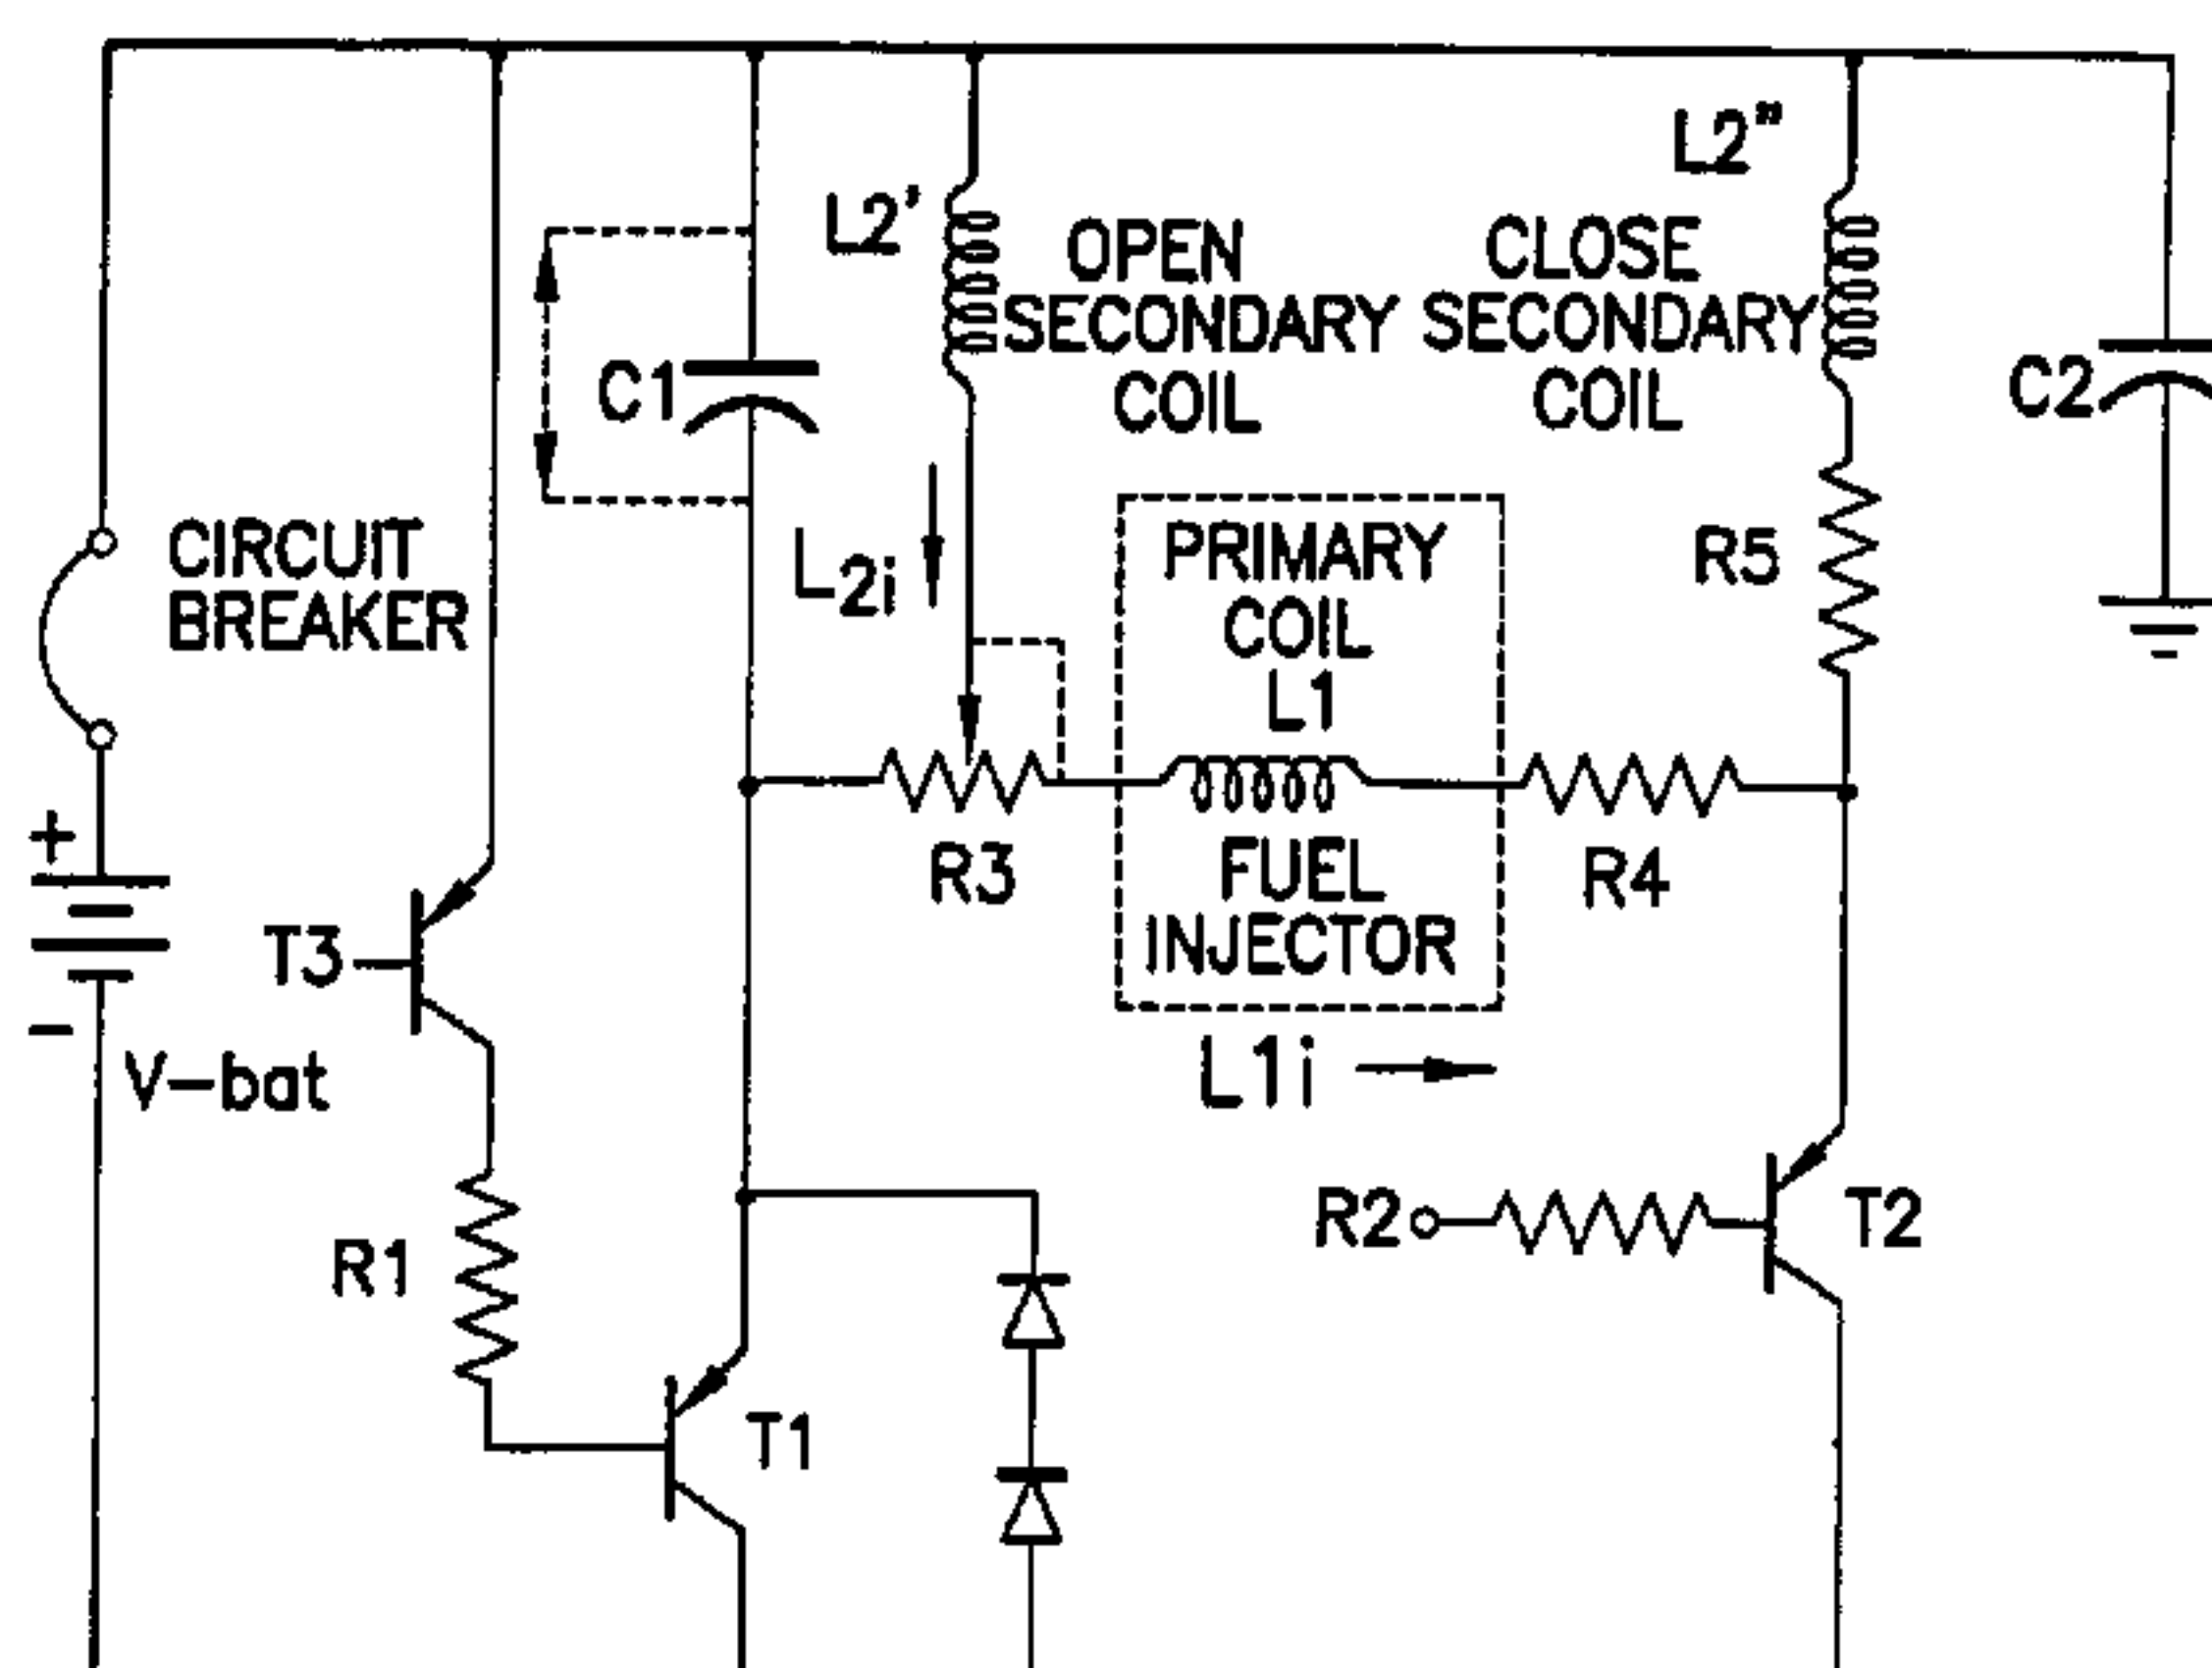 L2”
L2’
OPEN
SECONDARY
COIL
CLOSE
SECONDARY
COIL
C1
C2
CIRCUIT
BREAKER
L2i
PRIMARY
COIL
L1
R5
+
R3
FUEL
INJECTOR
R4
T3
–
V-bat
L1i
R2
T2
R1
T1